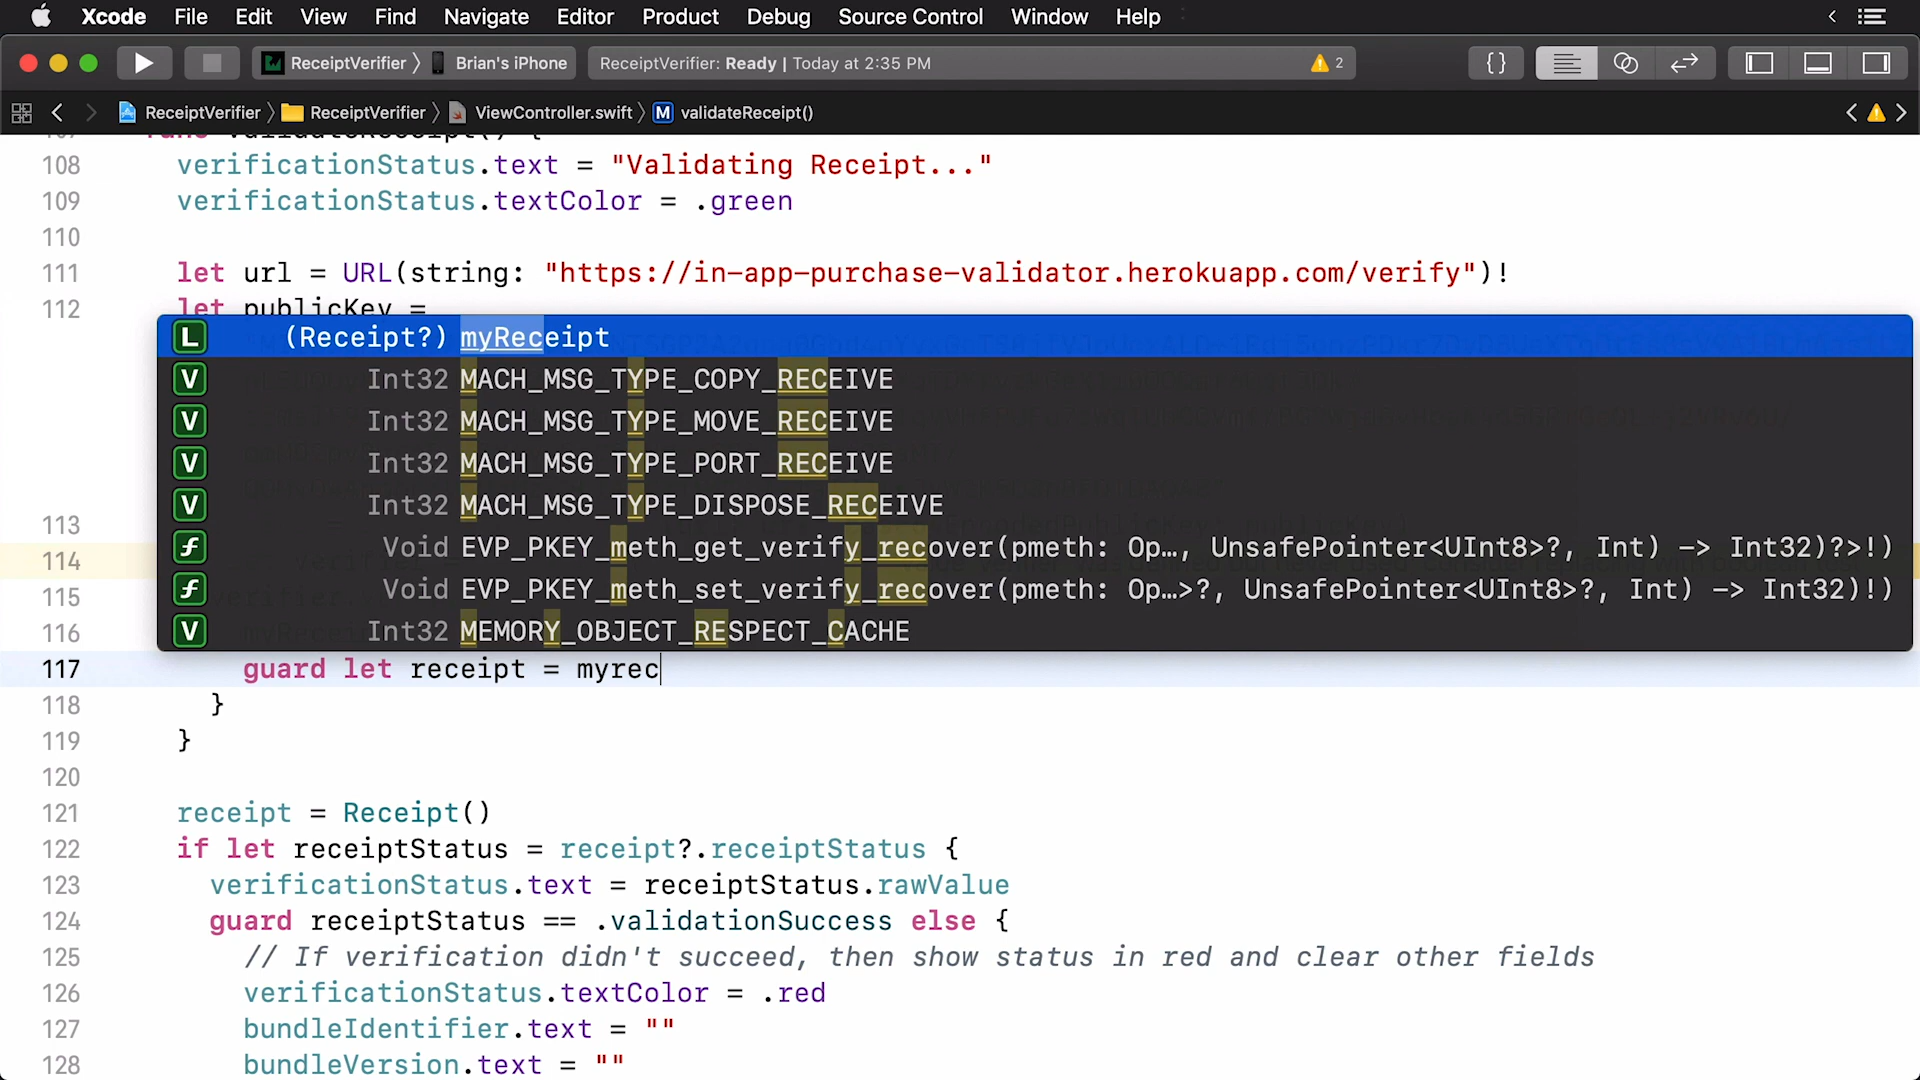 Xcode File Edit View Find Navigate Editor Product Debug Source Control Window Help
ReceiptVerifier Brian's iPhone ReceiptVerifier: Ready | Today at 2:35 PM 2 {}
ReceiptVerifier ReceiptVerifier ViewController.swift M validateReceipt()
func validateReceipt() {
108 verificationStatus.text = "Validating Receipt..."
109 verificationStatus.textColor = .green
110
111 let url = URL(string: "https://in-app-purchase-validator.herokuapp.com/verify")!
112 let publicKey =
L (Receipt?) myReceipt
V Int32 MACH_MSG_TYPE_COPY_RECEIVE
V Int32 MACH_MSG_TYPE_MOVE_RECEIVE
V Int32 MACH_MSG_TYPE_PORT_RECEIVE
V Int32 MACH_MSG_TYPE_DISPOSE_RECEIVE
f Void EVP_PKEY_meth_get_verify_recover(pmeth: Op…, UnsafePointer<UInt8>?, Int) -> Int32)?>!)
f Void EVP_PKEY_meth_set_verify_recover(pmeth: Op…>?, UnsafePointer<UInt8>?, Int) -> Int32)!)
V Int32 MEMORY_OBJECT_RESPECT_CACHE
113
114
115
116
117 guard let receipt = myrec
118 }
119 }
120
121 receipt = Receipt()
122 if let receiptStatus = receipt?.receiptStatus {
123 verificationStatus.text = receiptStatus.rawValue
124 guard receiptStatus == .validationSuccess else {
125 // If verification didn't succeed, then show status in red and clear other fields
126 verificationStatus.textColor = .red
127 bundleIdentifier.text = ""
128 bundleVersion.text = ""